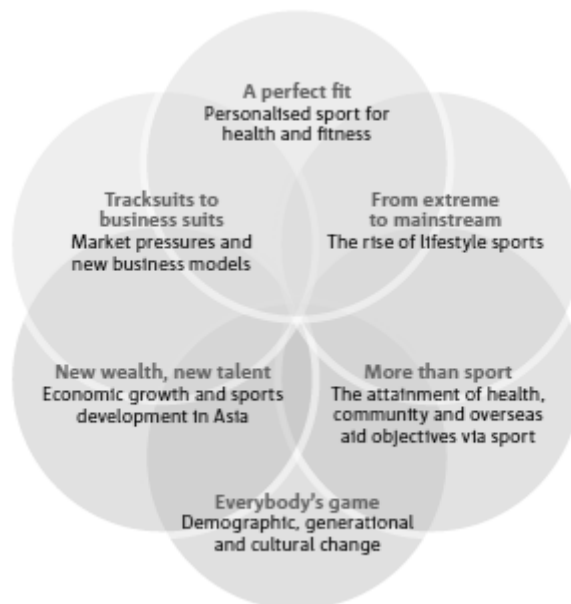 A perfect fit
Personalised sport for
health and fitness
Tracksuits to
business suits
Market pressures and
new business models
From extreme
to mainstream
The rise of lifestyle sports
New wealth, new talent
Economic growth and sports
development in Asia
More than sport
The attainment of health,
community and overseas
aid objectives via sport
Everybody's game
Demographic, generational
and cultural change